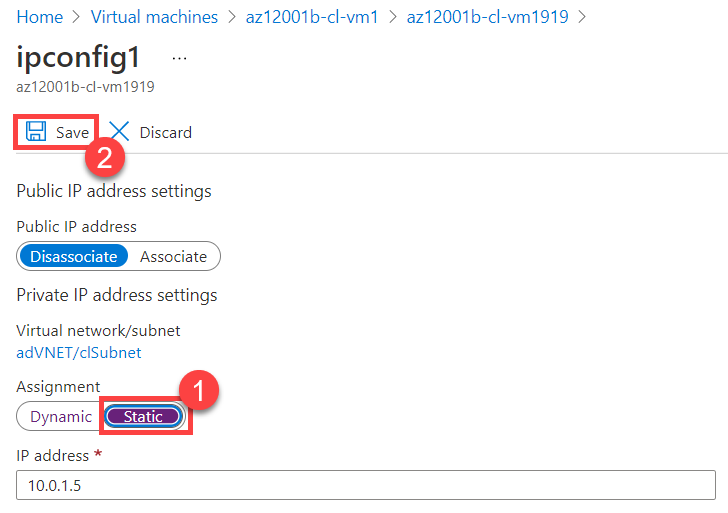 Home > Virtual machines > az12001b-cl-vm1 > az12001b-cl-vm1919 >
ipconfig1 ...
az12001b-cl-vm1919
Save Discard
2
Public IP address settings
Public IP address
Disassociate Associate
Private IP address settings
Virtual network/subnet
adVNET/clSubnet
Assignment
1
Dynamic Static
IP address *
10.0.1.5